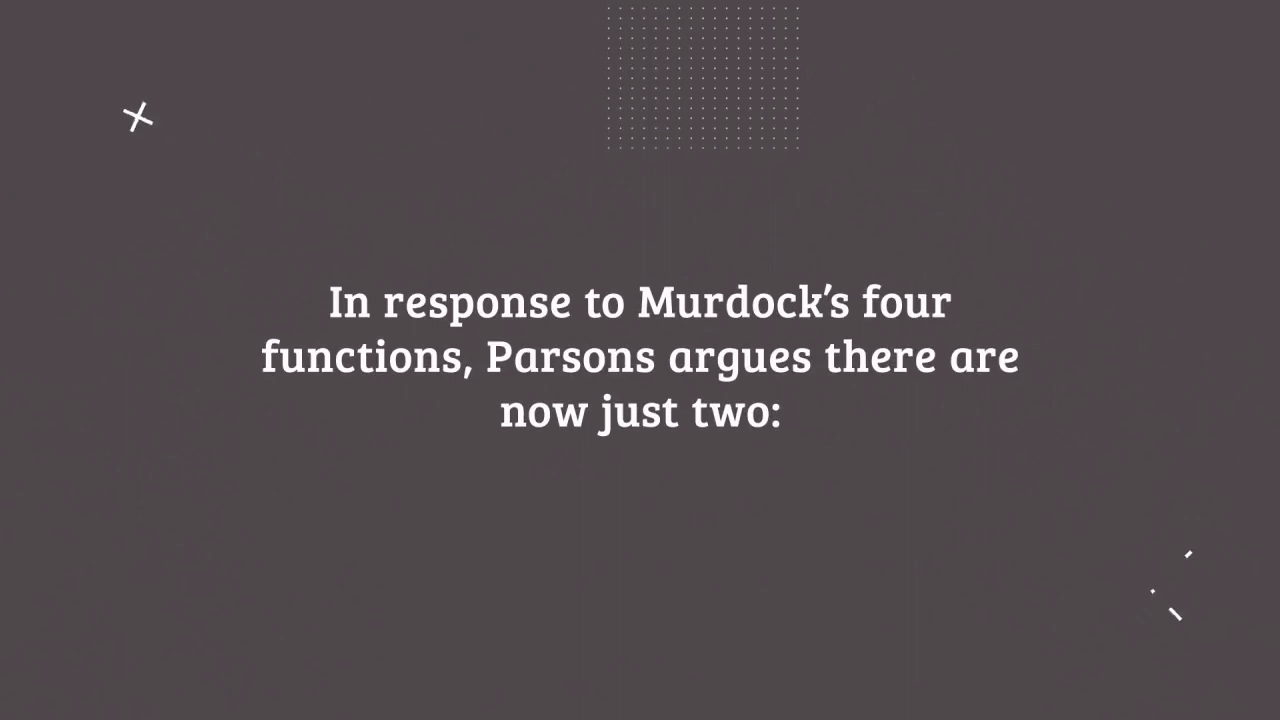 In response to Murdock’s four
functions, Parsons argues there are
now just two: